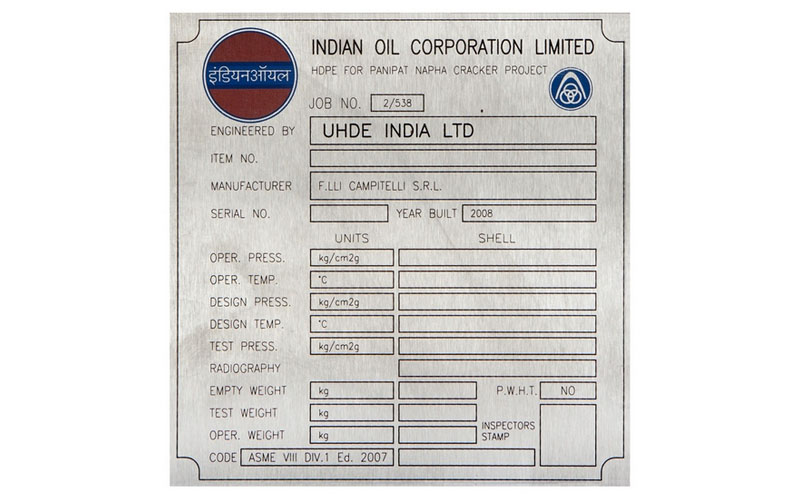 इंडियनऑयल
INDIAN OIL CORPORATION LIMITED
HDPE FOR PANIPAT NAPHA CRACKER PROJECT
JOB NO. 2/538
ENGINEERED BY UHDE INDIA LTD
ITEM NO.
MANUFACTURER F.LLI CAMPITELLI S.R.L.
SERIAL NO. YEAR BUILT 2008
UNITS SHELL
OPER. PRESS. kg/cm2g
OPER. TEMP. °C
DESIGN PRESS. kg/cm2g
DESIGN TEMP. °C
TEST PRESS. kg/cm2g
RADIOGRAPHY
EMPTY WEIGHT kg P.W.H.T. NO
TEST WEIGHT kg
OPER. WEIGHT kg INSPECTORS
STAMP
CODE ASME VIII DIV.1 Ed. 2007